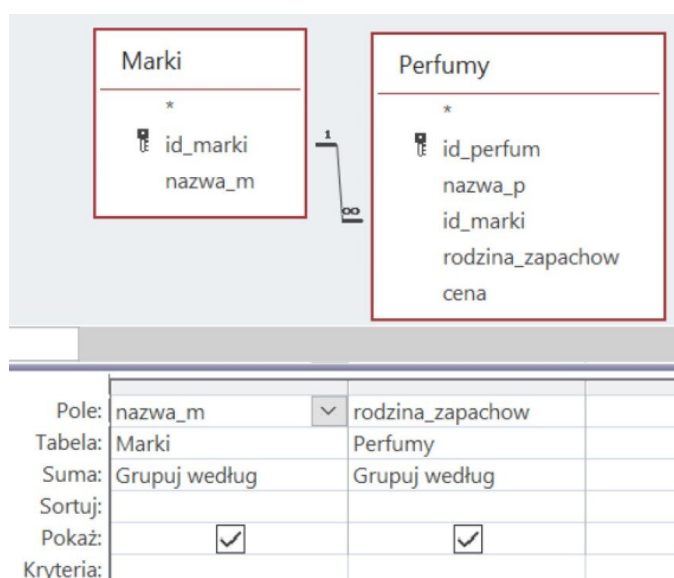 Marki
*
id_marki
nazwa_m
1
∞
Perfumy
*
id_perfum
nazwa_p
id_marki
rodzina_zapachow
cena
Pole: nazwa_m rodzina_zapachow
Tabela: Marki Perfumy
Suma: Grupuj według Grupuj według
Sortuj:
Pokaż:
Kryteria: